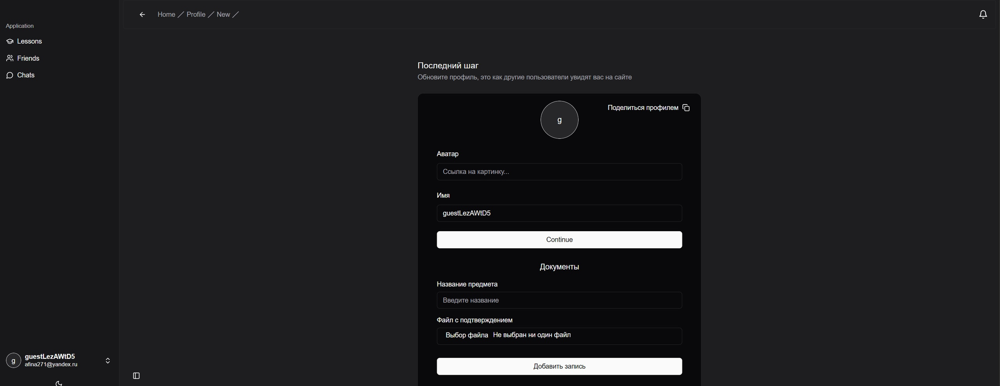 Home / Profile / New /
Application
Lessons
Friends
Chats
Последний шаг
Обновите профиль, это как другие пользователи увидят вас на сайте
Поделиться профилем
g
Аватар
Ссылка на картинку...
Имя
guestLezAWtD5
Continue
Документы
Название предмета
Введите название
Файл с подтверждением
Выбор файла Не выбран ни один файл
Добавить запись
g
guestLezAWtD5
afina271@yandex.ru